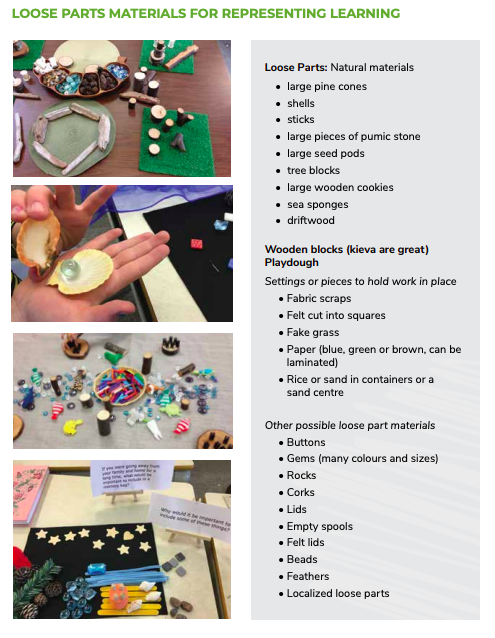 LOOSE PARTS MATERIALS FOR REPRESENTING LEARNING
Loose Parts: Natural materials
• large pine cones
• shells
• sticks
• large pieces of pumic stone
• large seed pods
• tree blocks
• large wooden cookies
• sea sponges
• driftwood
Wooden blocks (kieva are great)
Playdough
Settings or pieces to hold work in place
• Fabric scraps
• Felt cut into squares
• Fake grass
• Paper (blue, green or brown, can be
laminated)
• Rice or sand in containers or a
sand centre
Other possible loose part materials
• Buttons
• Gems (many colours and sizes)
• Rocks
• Corks
• Lids
• Empty spools
• Felt lids
• Beads
• Feathers
• Localized loose parts
If you were going away from
your family and home for a
long time, what would be
important to include in a
Why would it be important to
include some of these things?